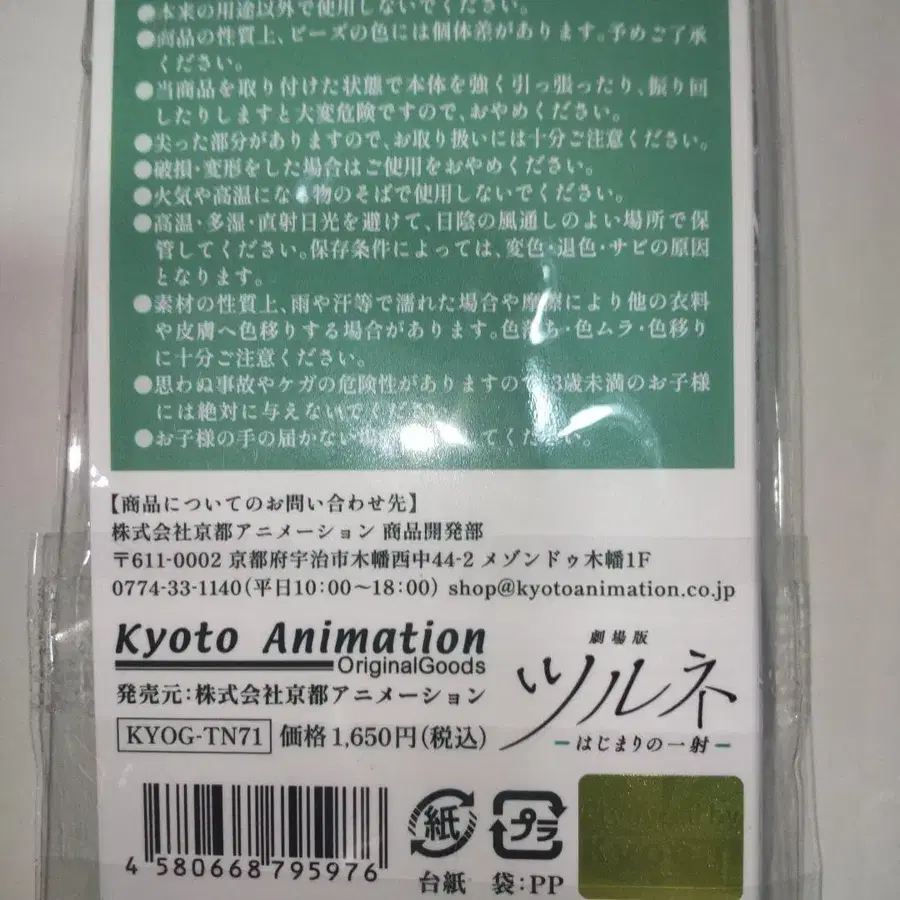 ●本来の用途以外で使用しないでください。
●商品の性質上、ビーズの色には個体差があります。予めご了承
ください。
●当商品を取り付けた状態で本体を強く引っ張ったり、振り回
したりしますと大変危険ですので、おやめください。
●尖った部分がありますので、お取り扱いには十分ご注意ください。
●破損・変形をした場合はご使用をおやめください。
●火気や高温になる物のそばで使用しないでください。
●高温・多湿・直射日光を避けて、日陰の風通しのよい場所で保
管してください。保存条件によっては、変色・退色・サビの原因
となります。
●素材の性質上、雨や汗等で濡れた場合や摩擦により他の衣料
や皮膚へ色移りする場合があります。色落ち・色ムラ・色移り
に十分ご注意ください。
●思わぬ事故やケガの危険性がありますので、3歳未満のお子様
には絶対に与えないでください。
●お子様の手の届かない してください。
【商品についてのお問い合わせ先】
株式会社京都アニメーション 商品開発部
〒611-0002 京都府宇治市木幡西中44-2 メゾンドゥ木幡1F
0774-33-1140(平日10:00〜18:00) shop@kyotoanimation.co.jp
Kyoto Animation
OriginalGoods
発売元:株式会社京都アニメーション
KYOG-TN71 価格1,650円(税込)
劇場版
ツルネ
-はじまりの一射-
4 580668 795976
紙
台紙
プラ
袋:PP